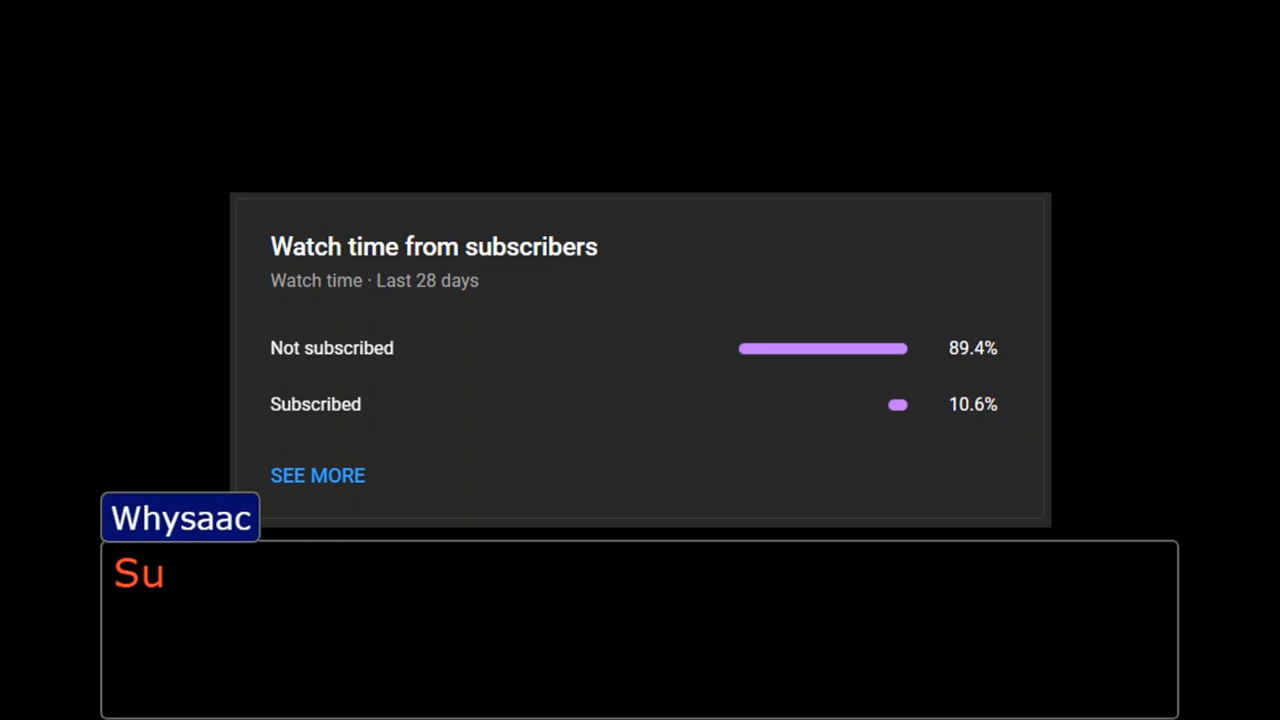 Watch time from subscribers
Watch time · Last 28 days
Not subscribed 89.4%
Subscribed 10.6%
SEE MORE
Whysaac
Su